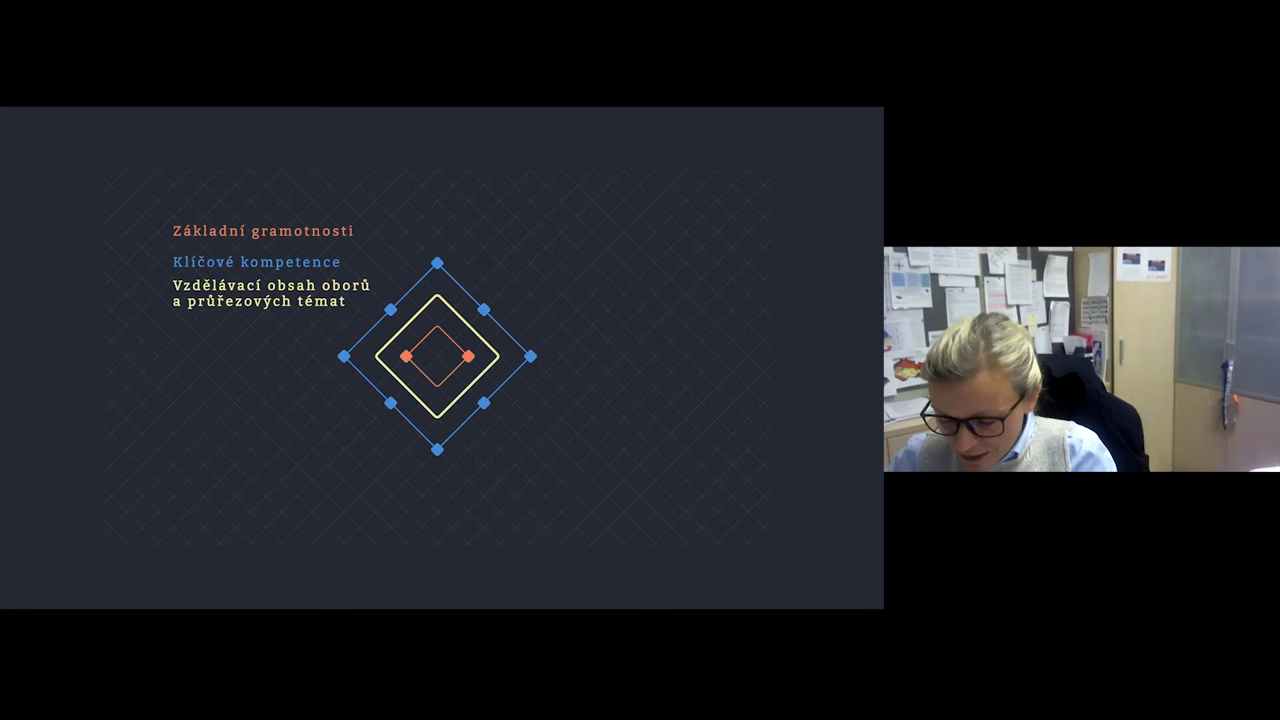 Základní gramotnosti
Klíčové kompetence
Vzdělávací obsah oborů
a průřezových témat